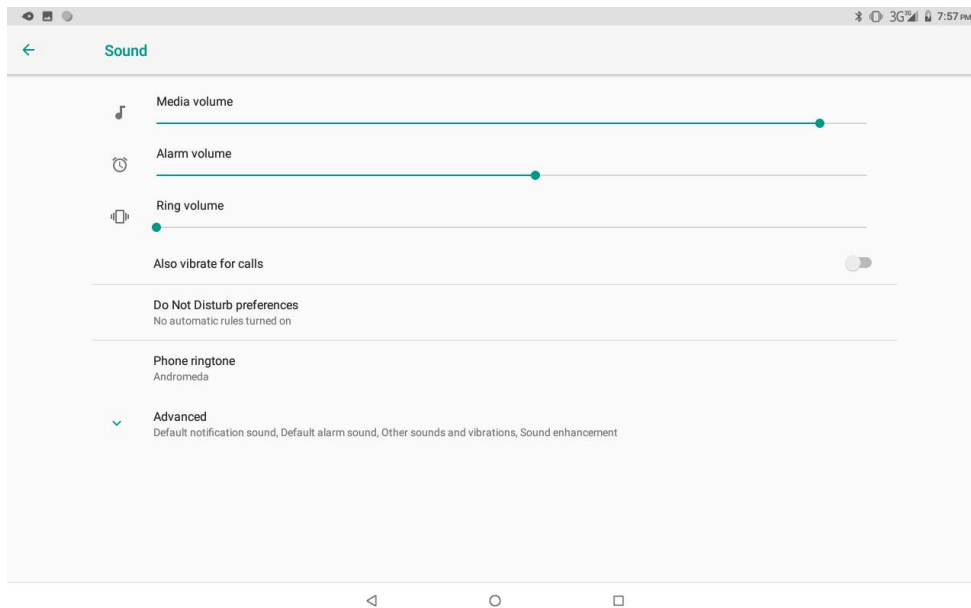 3G 3G 7:57 PM
Sound
Media volume
Alarm volume
Ring volume
Also vibrate for calls
Do Not Disturb preferences
No automatic rules turned on
Phone ringtone
Andromeda
Advanced
Default notification sound, Default alarm sound, Other sounds and vibrations, Sound enhancement